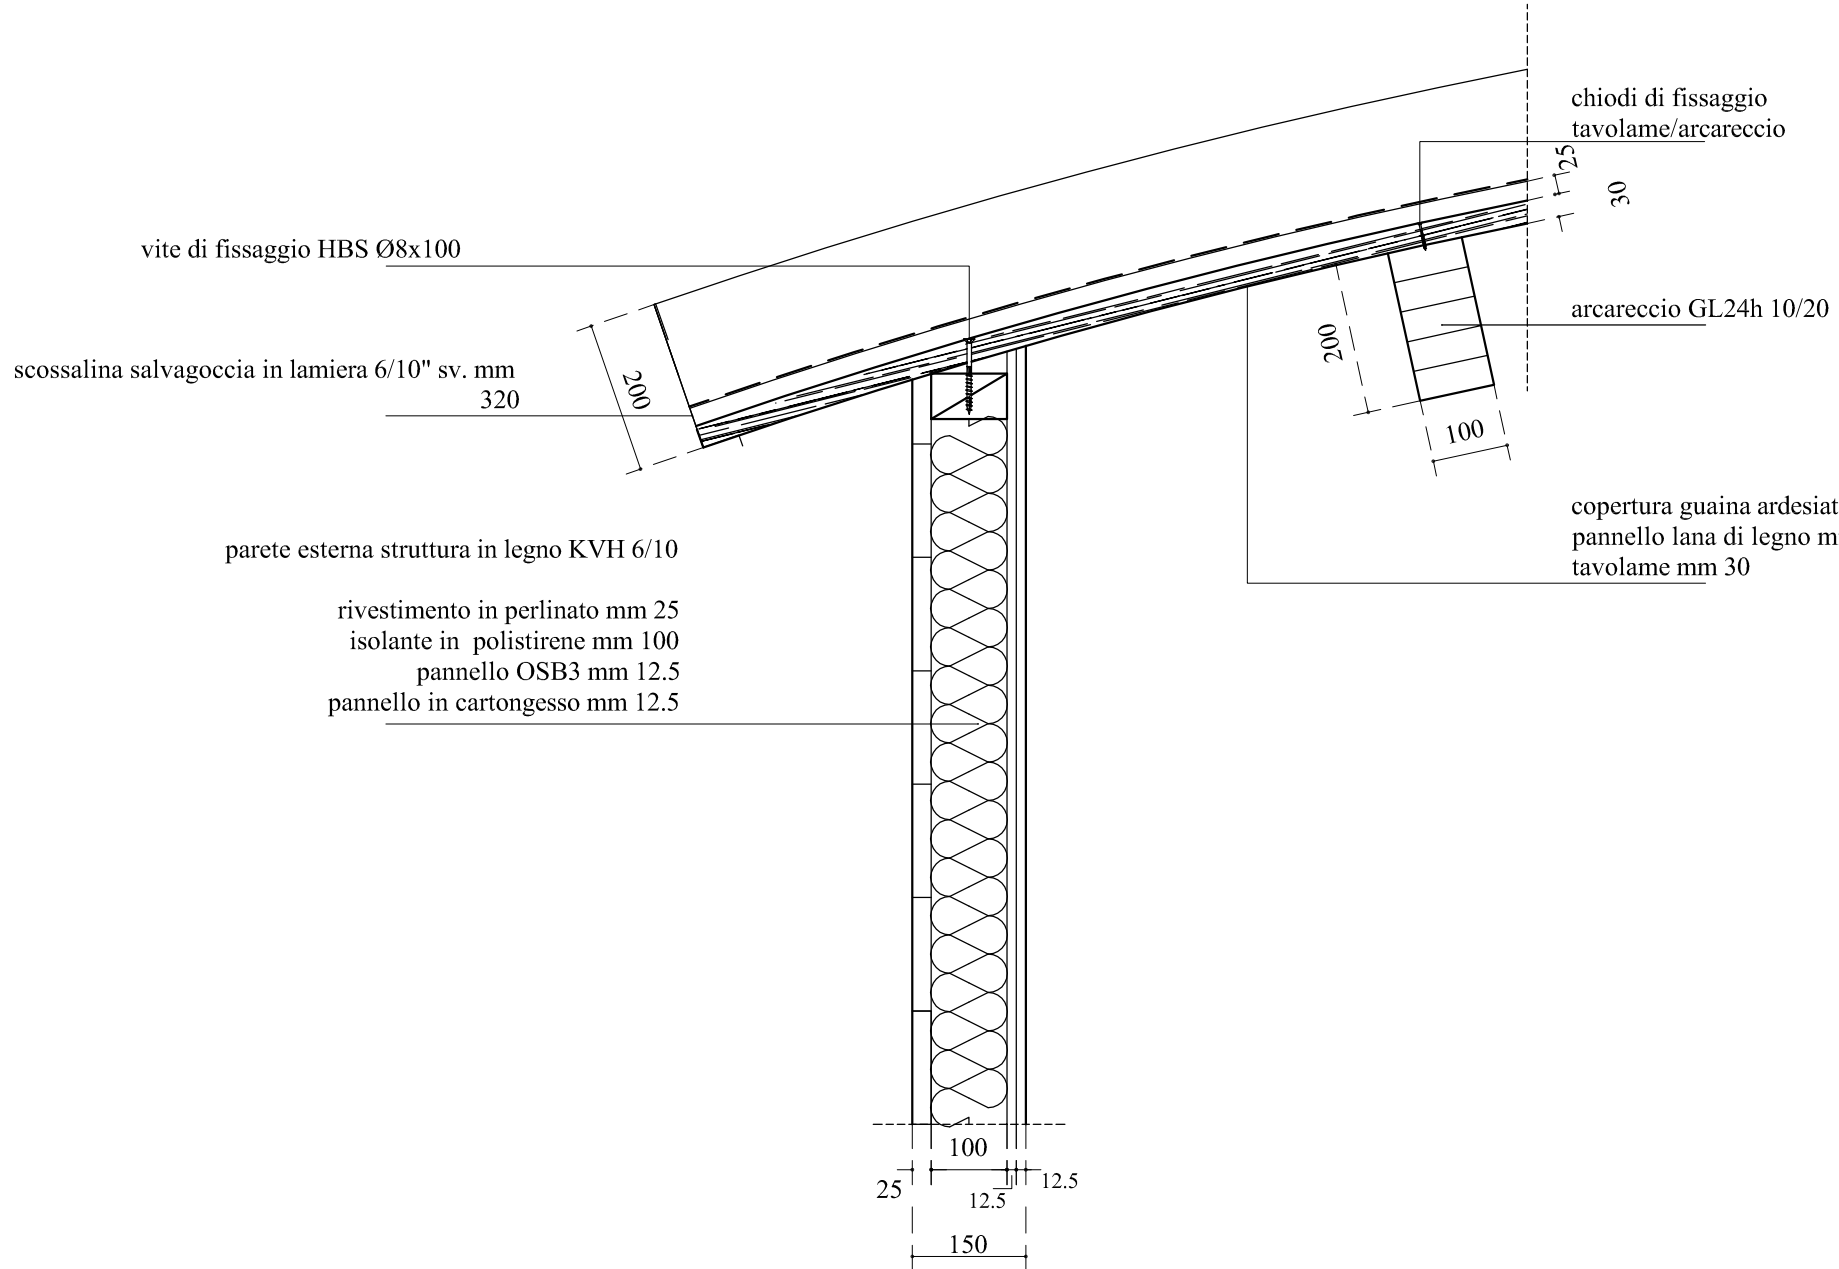 chiodi di fissaggio
tavolame/arcareccio
25
30
vite di fissaggio HBS Ø8x100
arcareccio GL24h 10/20
200
scossalina salvagoccia in lamiera 6/10" sv. mm
320
200
100
copertura guaina ardesiat
pannello lana di legno m
tavolame mm 30
parete esterna struttura in legno KVH 6/10
rivestimento in perlinato mm 25
isolante in  polistirene mm 100
pannello OSB3 mm 12.5
pannello in cartongesso mm 12.5
100
25
12.5
12.5
150